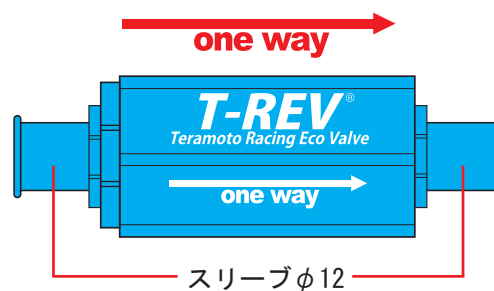 one way
T-REV®
Teramoto Racing Eco Valve
one way
スリーブφ12